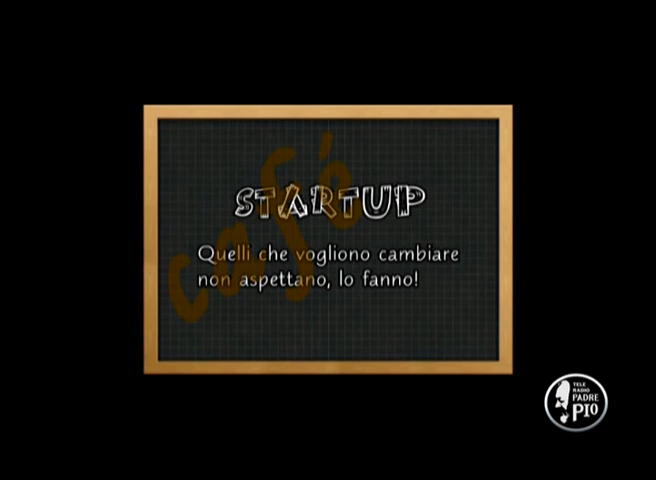 café
STARTUP
Quelli che vogliono cambiare
non aspettano, lo fanno!
TELE
RADIO
PADRE
PIO